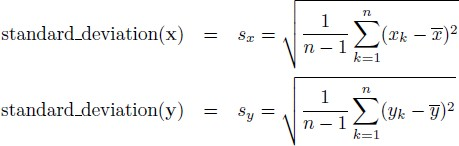 standard_deviation(x) = s_x = \sqrt{\frac{1}{n-1} \sum_{k=1}^{n} (x_k - \overline{x})^2}
standard_deviation(y) = s_y = \sqrt{\frac{1}{n-1} \sum_{k=1}^{n} (y_k - \overline{y})^2}